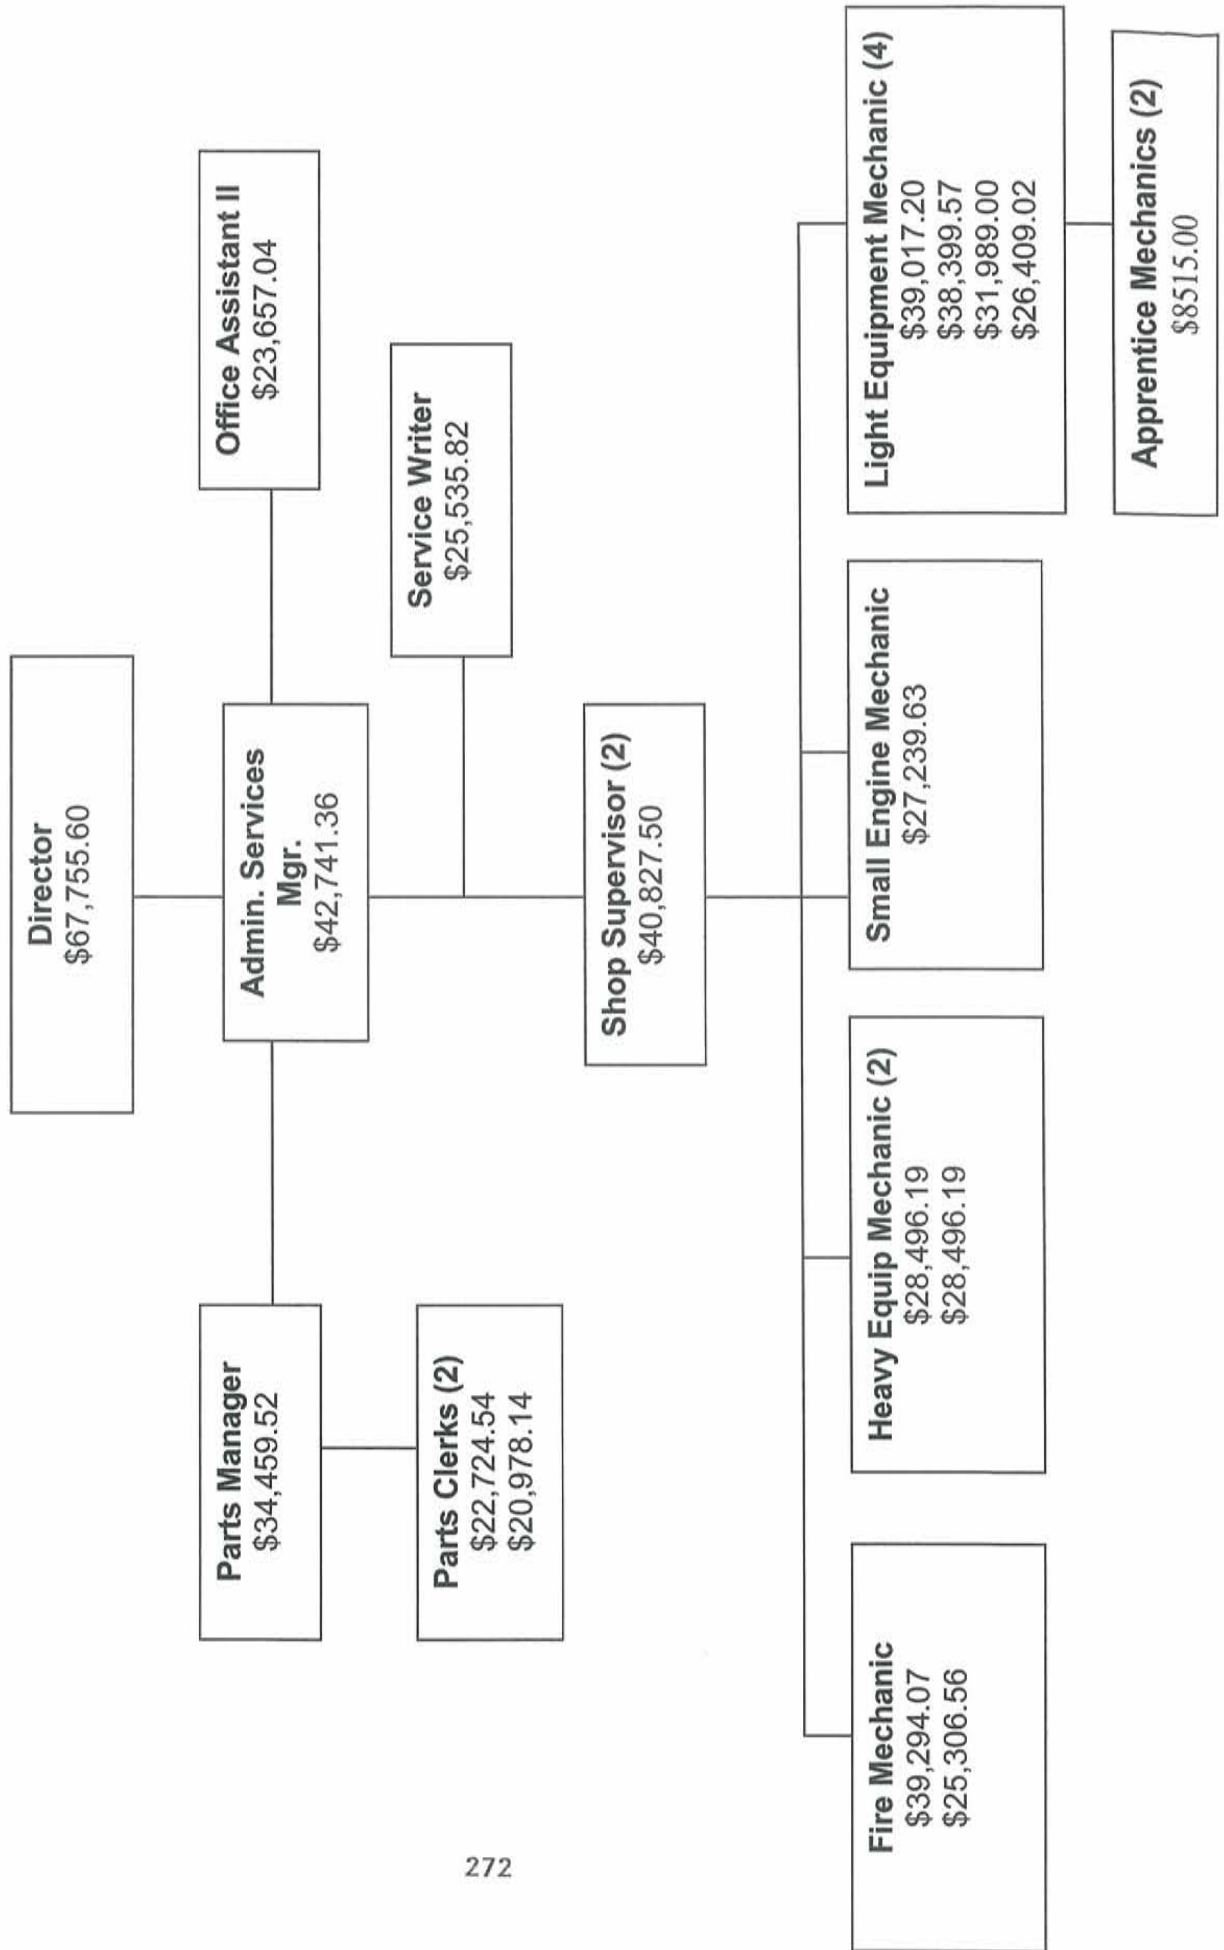 Director
$67,755.60
Office Assistant II
$23,657.04
Admin. Services
Mgr.
$42,741.36
Parts Manager
$34,459.52
Service Writer
$25,535.82
Parts Clerks (2)
$22,724.54
$20,978.14
Shop Supervisor (2)
$40,827.50
Fire Mechanic
$39,294.07
$25,306.56
Heavy Equip Mechanic (2)
$28,496.19
$28,496.19
Small Engine Mechanic
$27,239.63
Light Equipment Mechanic (4)
$39,017.20
$38,399.57
$31,989.00
$26,409.02
Apprentice Mechanics (2)
$8515.00
272